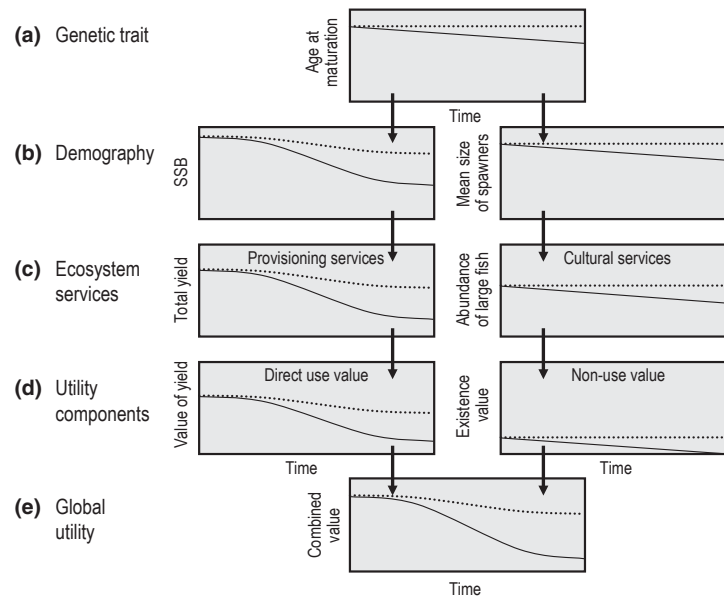 (a) Genetic trait
Age at
maturation
Time
(b) Demography
SSB
Mean size
of spawners
(c) Ecosystem
services
Total yield
Provisioning services
Abundance
of large fish
Cultural services
(d) Utility
components
Value of yield
Direct use value
Existence
value
Non-use value
Time
Time
(e) Global
utility
Combined
value
Time